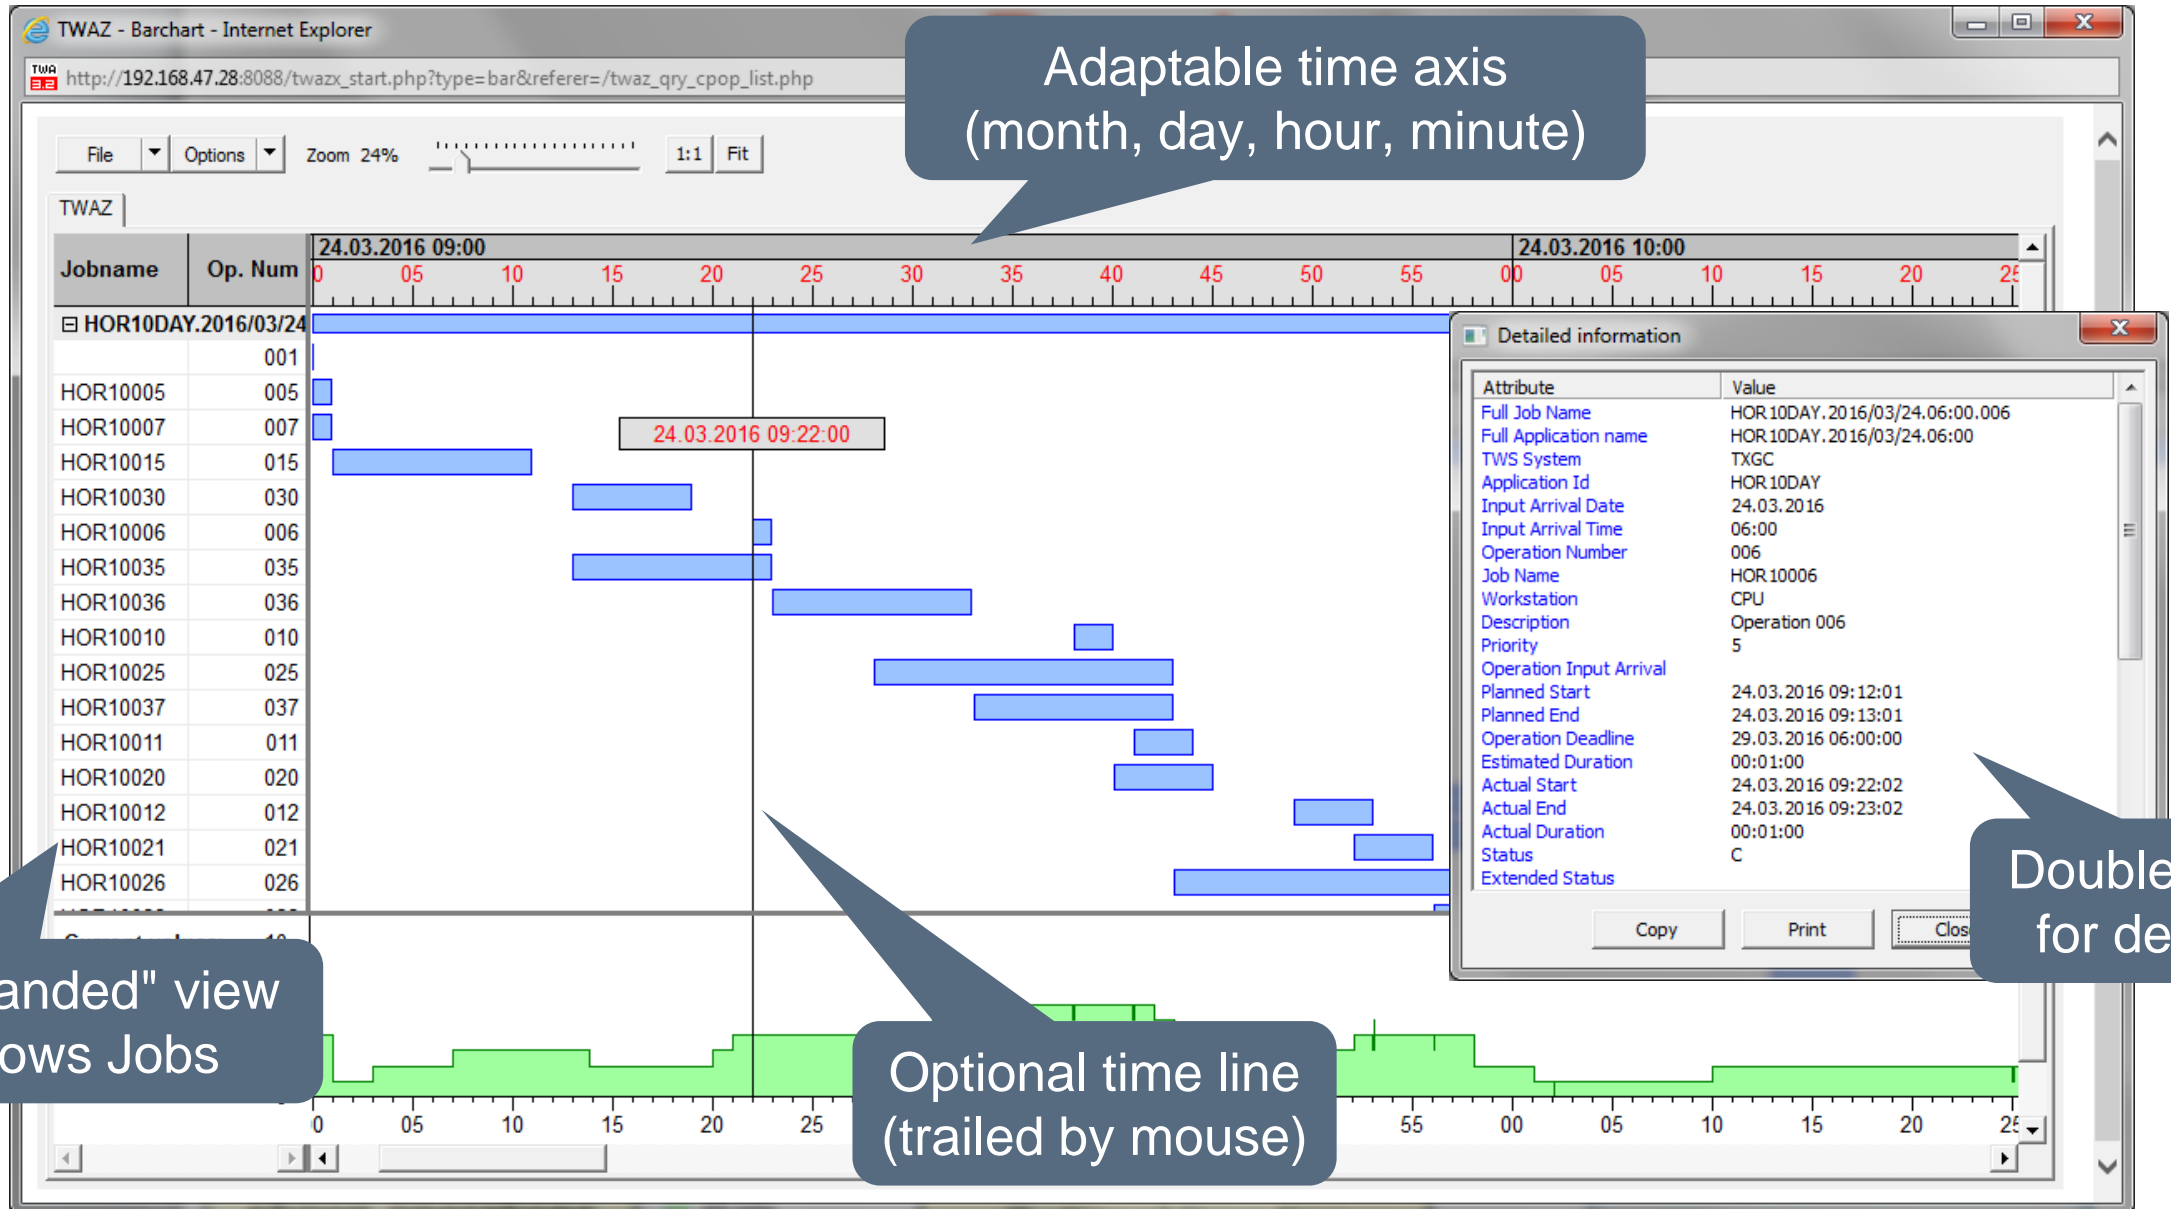 TWAZ - Barchart - Internet Explorer
TWA
3.2
http://192.168.47.28:8088/twazx_start.php?type=bar&referer=/twaz_qry_cpop_list.php
Adaptable time axis
(month, day, hour, minute)
File Options Zoom 24% 1:1 Fit
TWAZ
Jobname Op. Num
24.03.2016 09:00 24.03.2016 10:00
0 05 10 15 20 25 30 35 40 45 50 55 00 05 10 15 20 25
HOR10DAY.2016/03/24
001
HOR10005 005
HOR10007 007
24.03.2016 09:22:00
HOR10015 015
HOR10030 030
HOR10006 006
HOR10035 035
HOR10036 036
HOR10010 010
HOR10025 025
HOR10037 037
HOR10011 011
HOR10020 020
HOR10012 012
HOR10021 021
HOR10026 026
Detailed information
Attribute Value
Full Job Name HOR10DAY.2016/03/24.06:00.006
Full Application name HOR10DAY.2016/03/24.06:00
TWS System TXGC
Application Id HOR10DAY
Input Arrival Date 24.03.2016
Input Arrival Time 06:00
Operation Number 006
Job Name HOR10006
Workstation CPU
Description Operation 006
Priority 5
Operation Input Arrival
Planned Start 24.03.2016 09:12:01
Planned End 24.03.2016 09:13:01
Operation Deadline 29.03.2016 06:00:00
Estimated Duration 00:01:00
Actual Start 24.03.2016 09:22:02
Actual End 24.03.2016 09:23:02
Actual Duration 00:01:00
Status C
Extended Status
Copy Print Clos
Double
for de
anded" view
ows Jobs
Optional time line
(trailed by mouse)
0 05 10 15 20 25 55 00 05 10 15 20 25